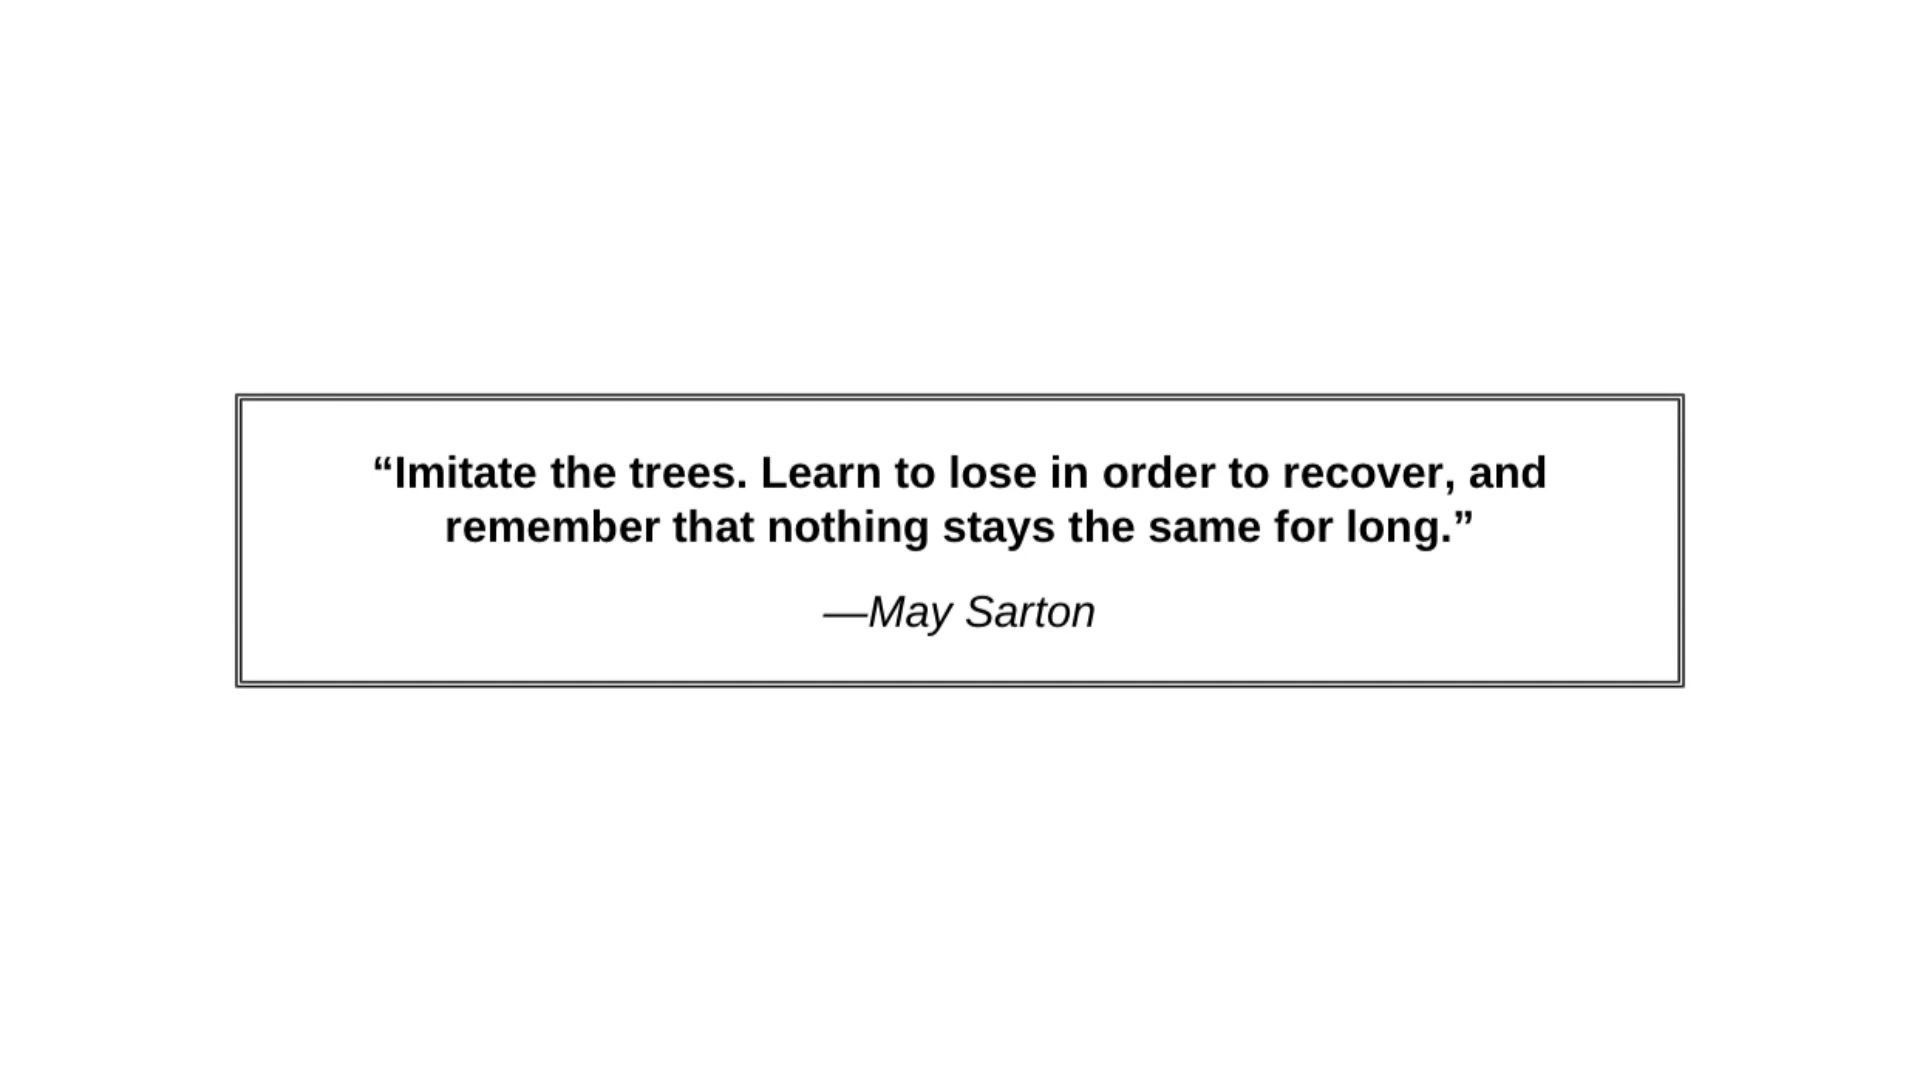 “Imitate the trees. Learn to lose in order to recover, and
remember that nothing stays the same for long.”
—May Sarton